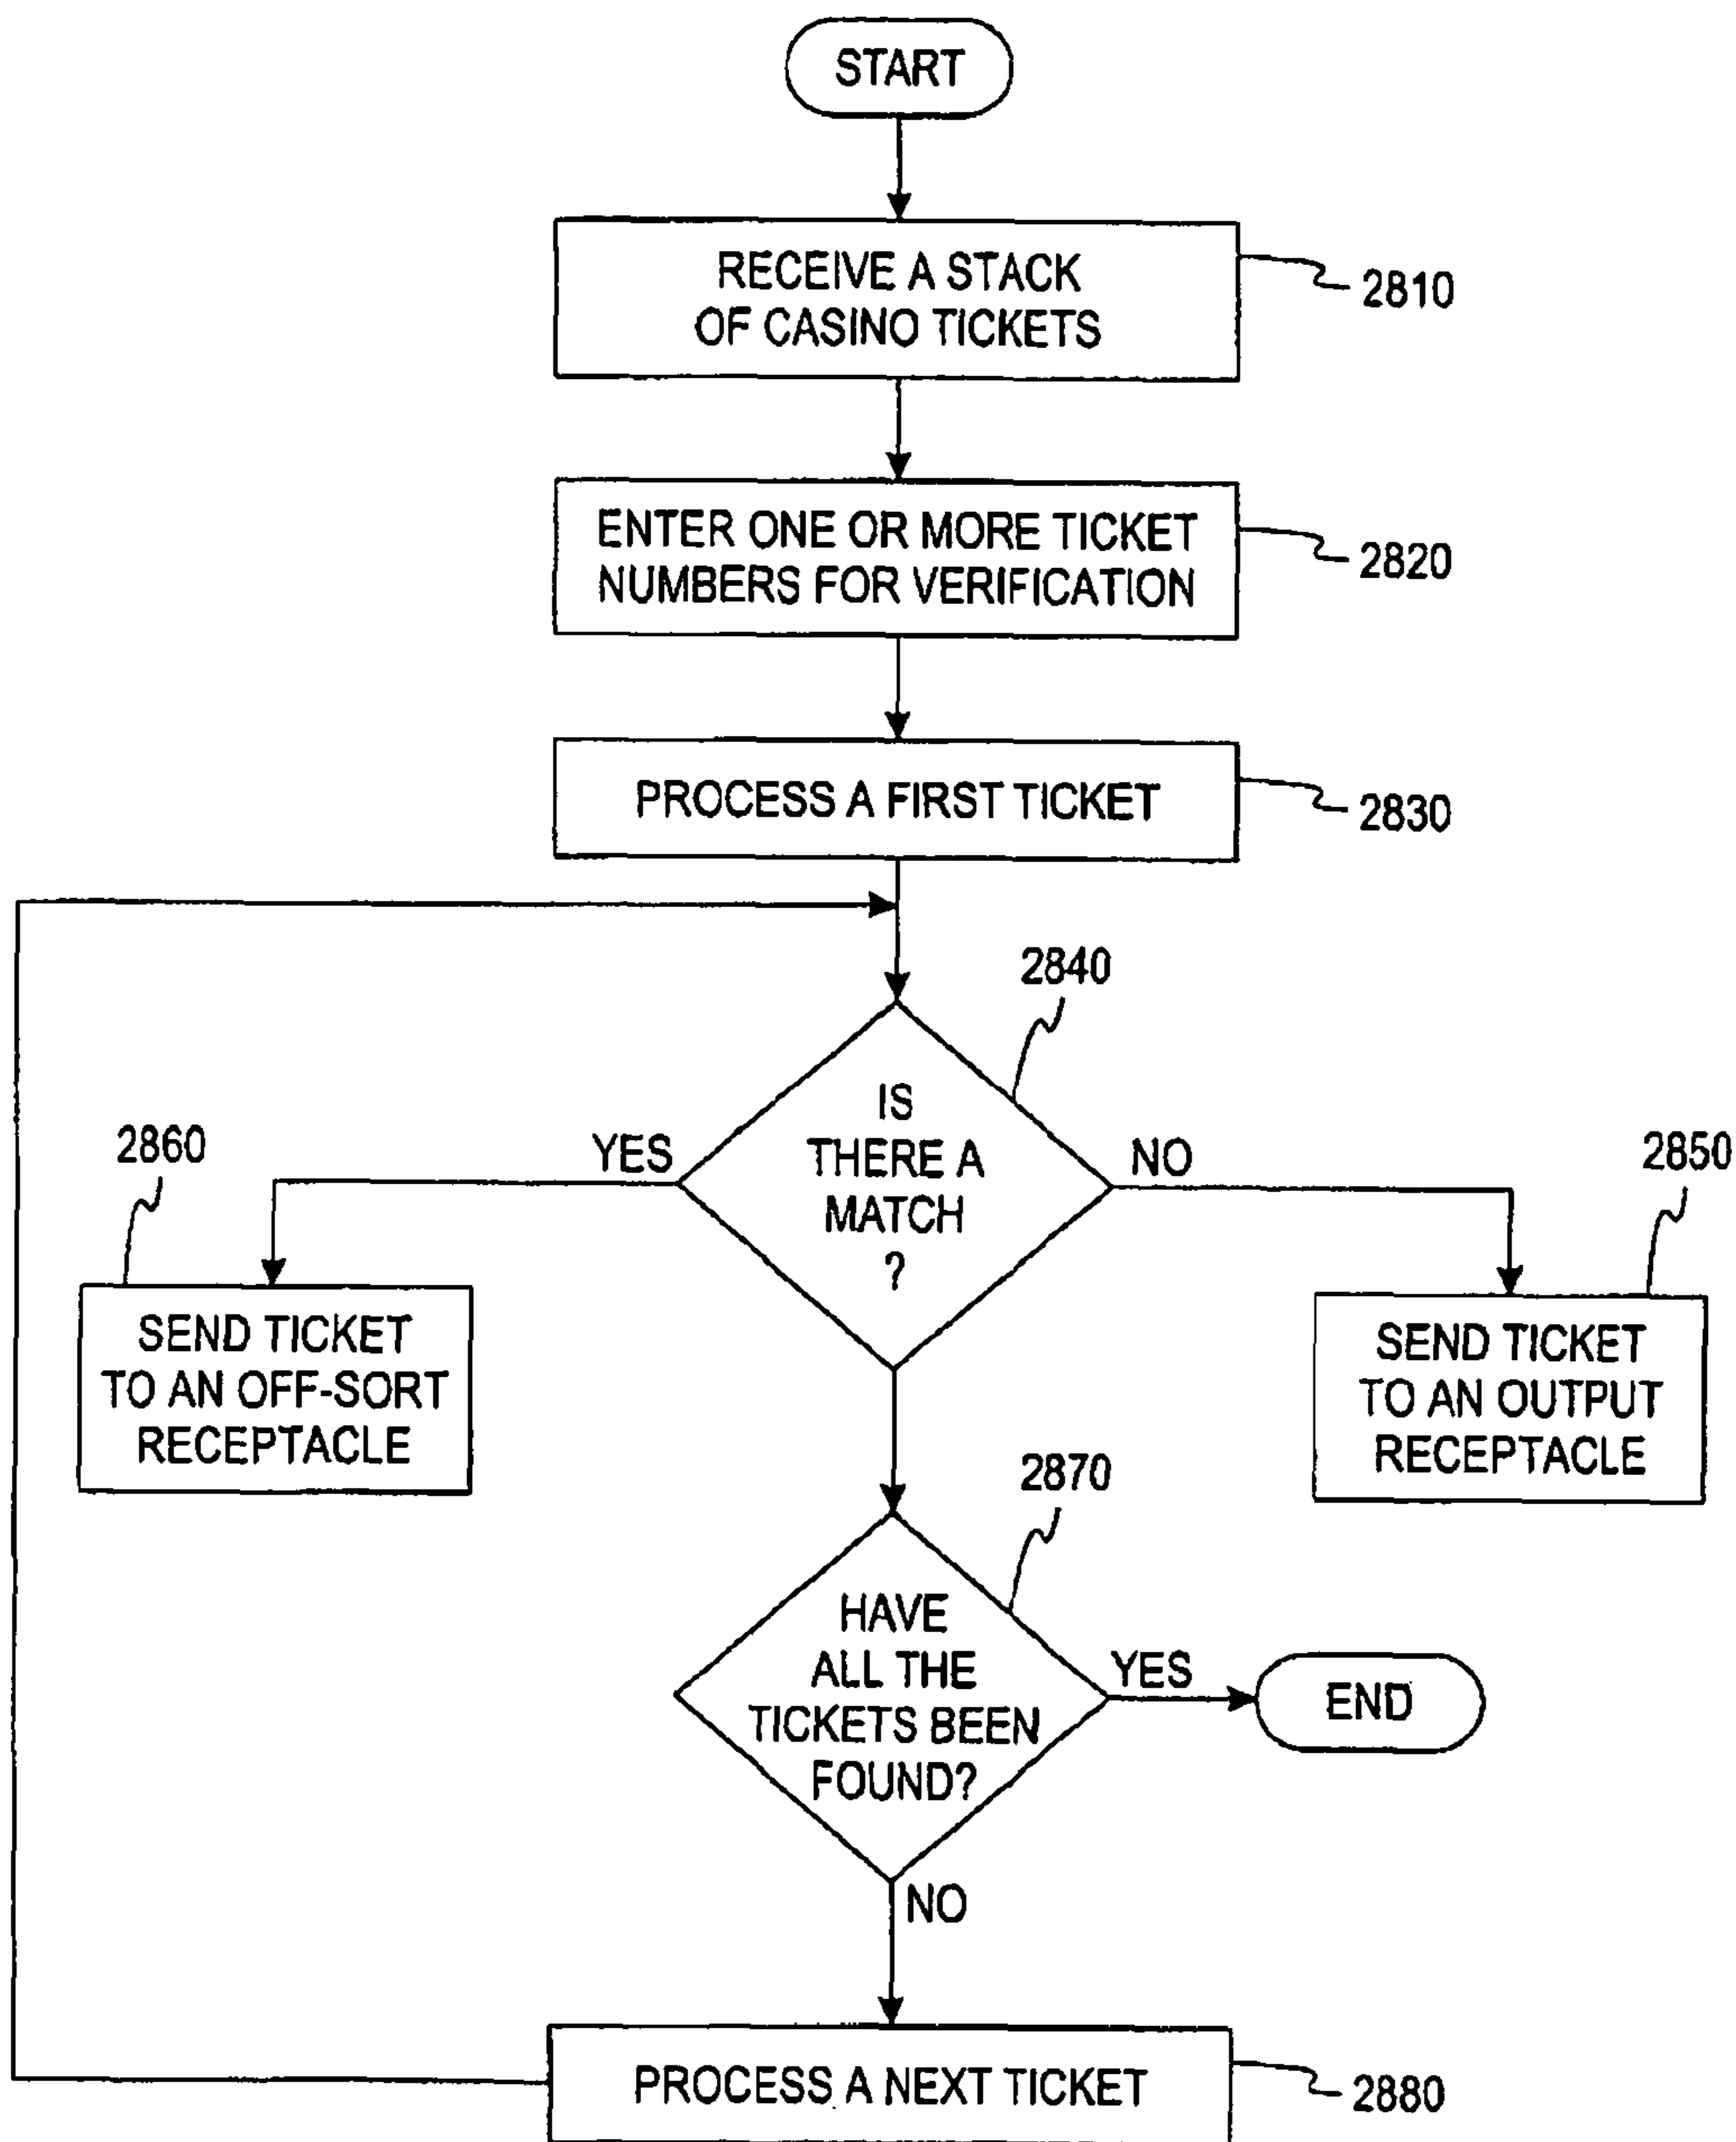 START
RECEIVE A STACK
OF CASINO TICKETS
2810
ENTER ONE OR MORE TICKET
NUMBERS FOR VERIFICATION
2820
PROCESS A FIRST TICKET
2830
2840
IS
THERE A
MATCH
?
YES
NO
2860
SEND TICKET
TO AN OFF-SORT
RECEPTACLE
2850
SEND TICKET
TO AN OUTPUT
RECEPTACLE
2870
HAVE
ALL THE
TICKETS BEEN
FOUND?
YES
END
NO
PROCESS A NEXT TICKET
2880